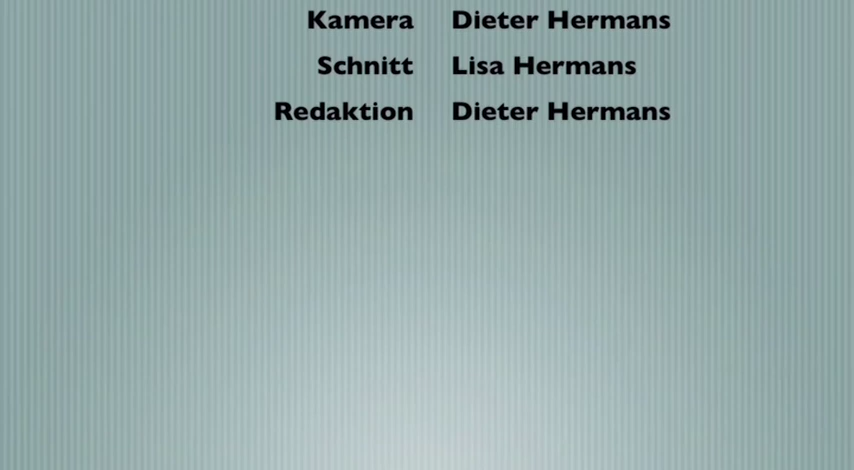 Kamera Dieter Hermans
Schnitt Lisa Hermans
Redaktion Dieter Hermans